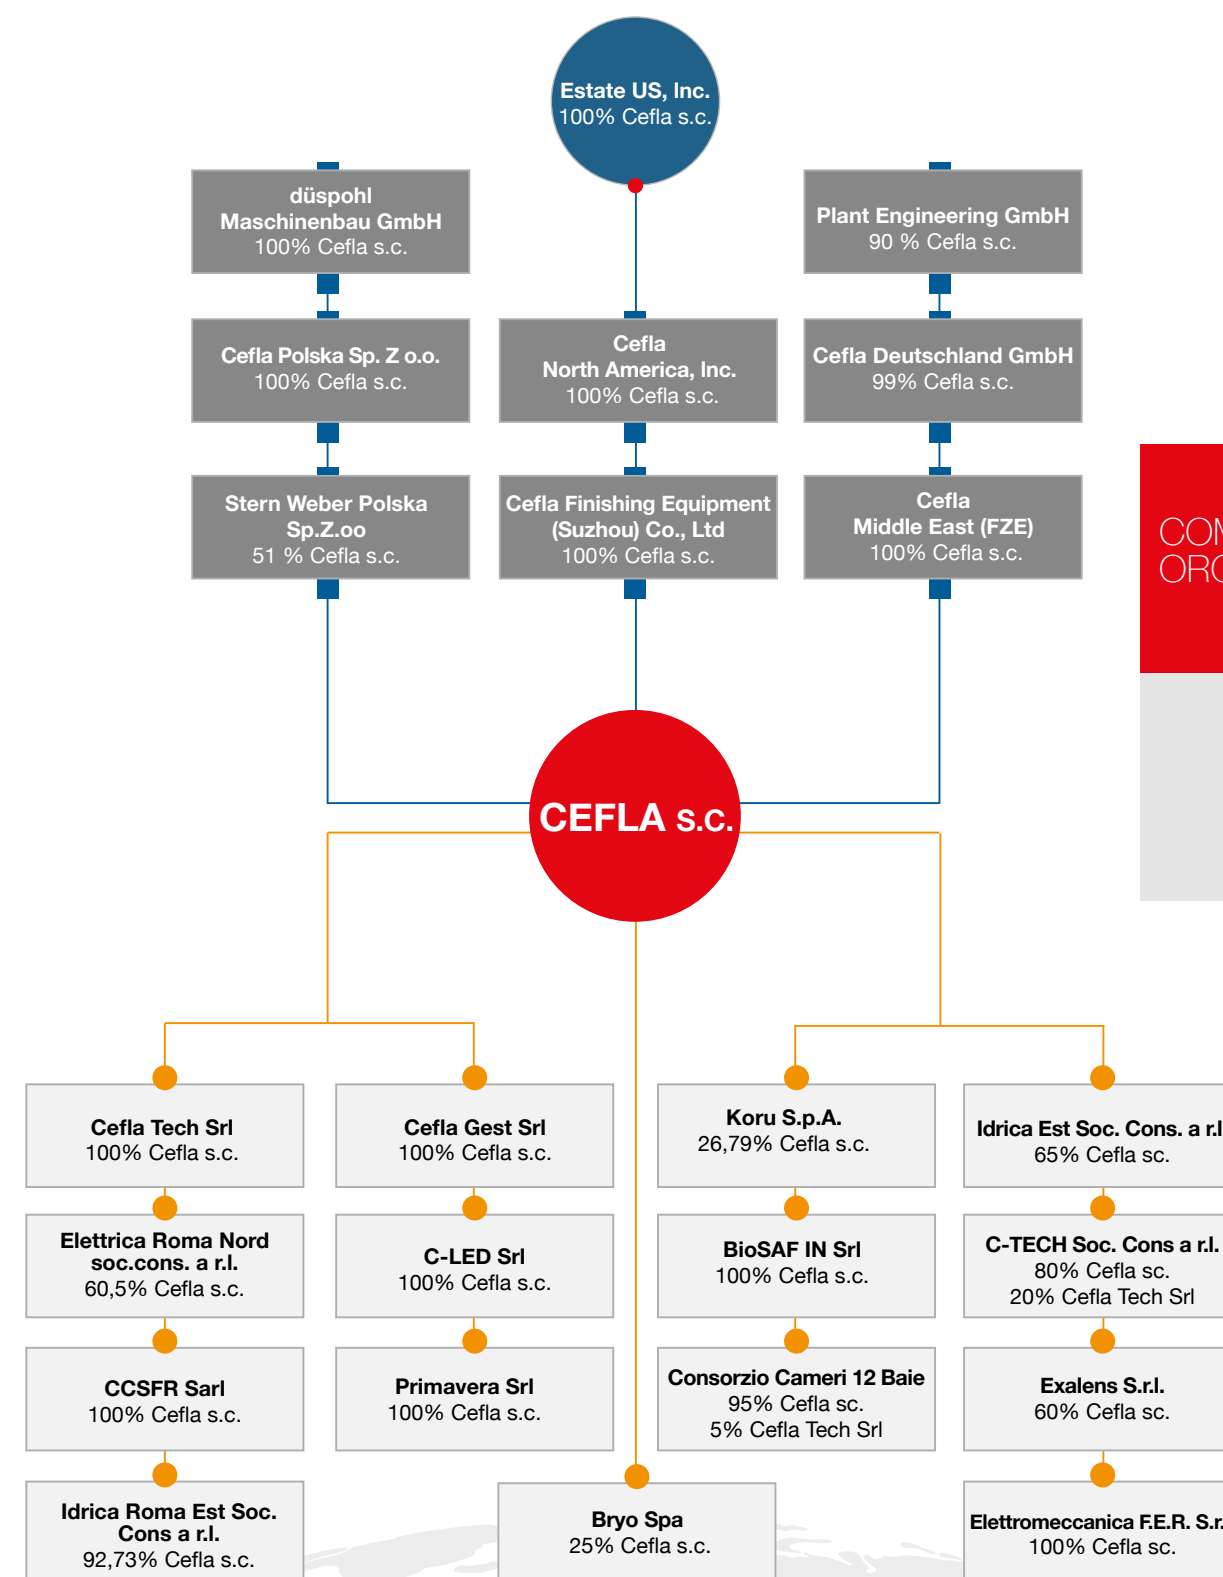 Estate US, Inc.
100% Cefla s.c.
düspohl
Maschinenbau GmbH
100% Cefla s.c.
Plant Engineering GmbH
90 % Cefla s.c.
Cefla Polska Sp. Z o.o.
100% Cefla s.c.
Cefla
North America, Inc.
100% Cefla s.c.
Cefla Deutschland GmbH
99% Cefla s.c.
Stern Weber Polska
Sp.Z.oo
51 % Cefla s.c.
Cefla Finishing Equipment
(Suzhou) Co., Ltd
100% Cefla s.c.
Cefla
Middle East (FZE)
100% Cefla s.c.
CEFLA S.C.
Cefla Tech Srl
100% Cefla s.c.
Cefla Gest Srl
100% Cefla s.c.
Koru S.p.A.
26,79% Cefla s.c.
Idrica Est Soc. Cons. a r.l
65% Cefla sc.
Elettrica Roma Nord
soc.cons. a r.l.
60,5% Cefla s.c.
C-LED Srl
100% Cefla s.c.
BioSAF IN Srl
100% Cefla s.c.
C-TECH Soc. Cons a r.l.
80% Cefla sc.
20% Cefla Tech Srl
CCSFR Sarl
100% Cefla s.c.
Primavera Srl
100% Cefla s.c.
Consorzio Cameri 12 Baie
95% Cefla sc.
5% Cefla Tech Srl
Exalens S.r.l.
60% Cefla sc.
Idrica Roma Est Soc.
Cons a r.l.
92,73% Cefla s.c.
Bryo Spa
25% Cefla s.c.
Elettromeccanica F.E.R. S.r.
100% Cefla sc.